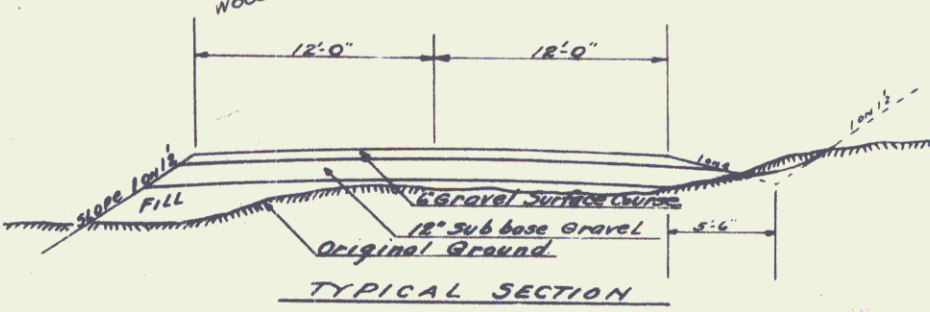 12'-0" 12'-0"
1 ON 1½
SLOPE 1 ON 1½
FILL
6" Gravel Surface Course
12" Sub base Gravel
5'-6"
Original Ground
TYPICAL SECTION